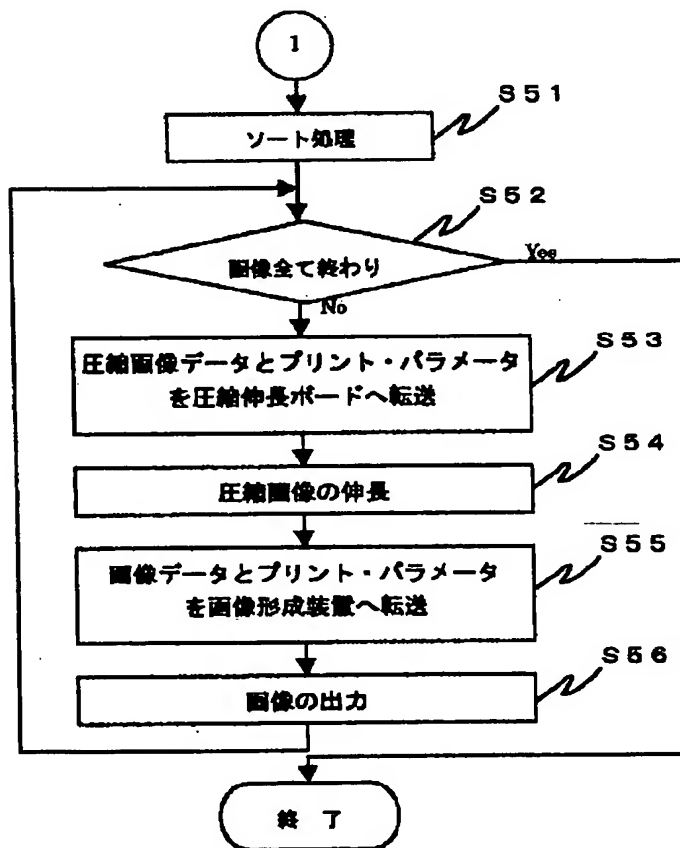 1
S51
ソート処理
S52
画像全て終わり
Yes
No
S53
圧縮画像データとプリント・パラメータ
を圧縮伸長ボードへ転送
S54
圧縮画像の伸長
S55
画像データとプリント・パラメータ
を画像形成装置へ転送
S56
画像の出力
終 了